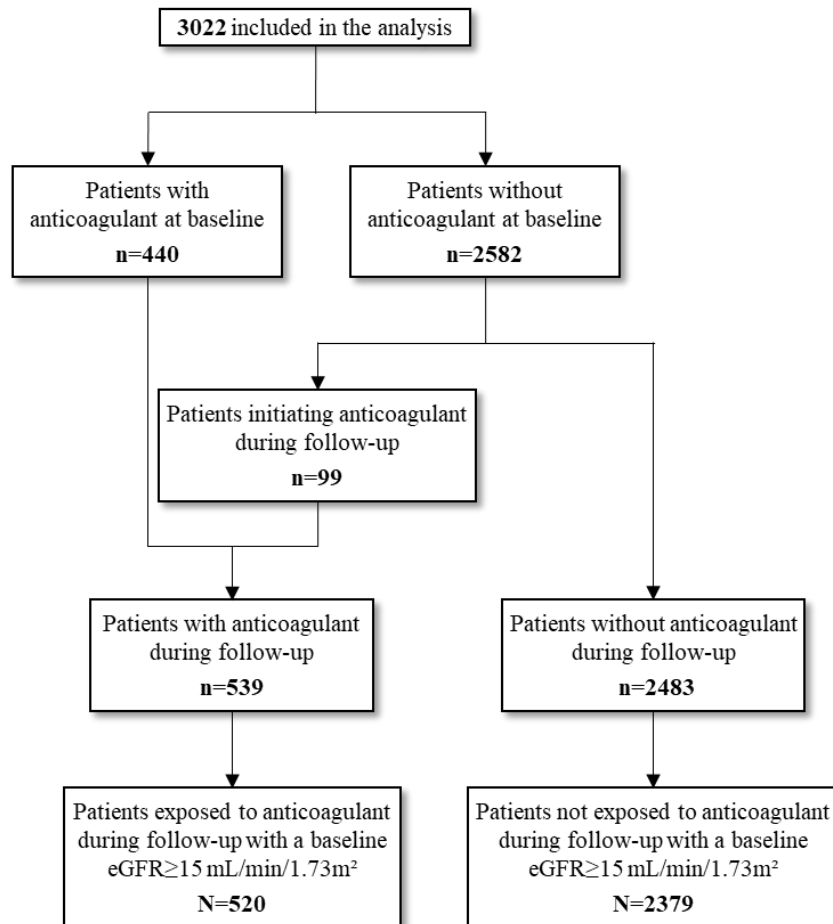 3022 included in the analysis
Patients with
anticoagulant at baseline
n=440
Patients without
anticoagulant at baseline
n=2582
Patients initiating anticoagulant
during follow-up
n=99
Patients with anticoagulant
during follow-up
n=539
Patients without anticoagulant
during follow-up
n=2483
Patients exposed to anticoagulant
during follow-up with a baseline
eGFR≥15 mL/min/1.73m²
N=520
Patients not exposed to anticoagulant
during follow-up with a baseline
eGFR≥15 mL/min/1.73m²
N=2379